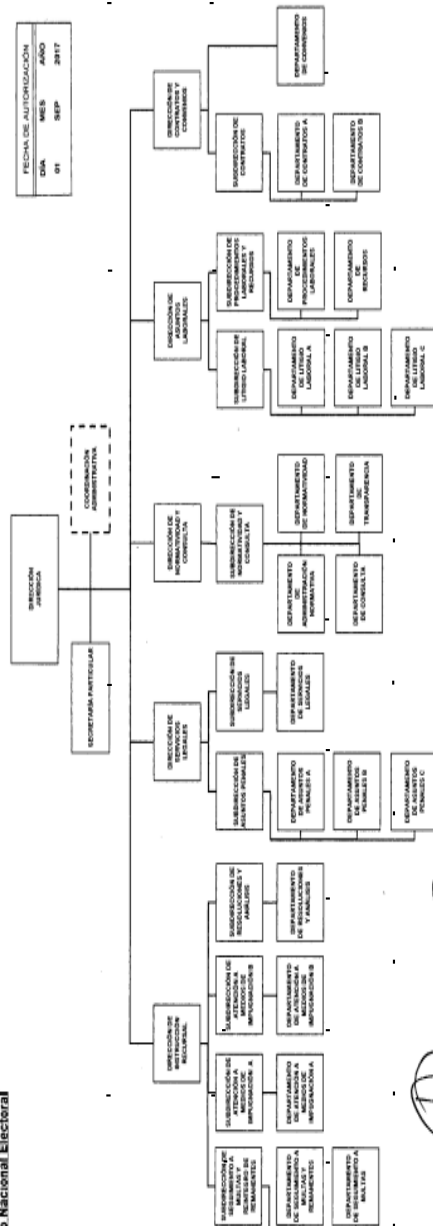 o Nacional Electoral
FECHA DE AUTORIZACIÓN
DÍA MES AÑO
01 SEP 2017
DIRECCIÓN
JURÍDICA
SECRETARÍA PARTICULAR
COORDINACIÓN
ADMINISTRATIVA
DIRECCIÓN DE
INSTRUCCIÓN
RECURSAL
DIRECCIÓN DE
SERVICIOS
LEGALES
DIRECCIÓN DE
NORMATIVIDAD Y
CONSULTA
DIRECCIÓN DE
ASUNTOS
LABORALES
DIRECCIÓN DE
CONTRATOS Y
CONVENIOS
SUBDIRECCIÓN DE
SEGUIMIENTO A
MULTAS Y
REINTEGRO DE
REMANENTES
SUBDIRECCIÓN DE
ATENCIÓN A
MEDIOS DE
IMPUGNACIÓN A
SUBDIRECCIÓN DE
ATENCIÓN A
MEDIOS DE
IMPUGNACIÓN B
SUBDIRECCIÓN DE
RESOLUCIONES Y
ANÁLISIS
SUBDIRECCIÓN DE
ASUNTOS PENALES
SUBDIRECCIÓN DE
SERVICIOS
LEGALES
SUBDIRECCIÓN DE
NORMATIVIDAD Y
CONSULTA
SUBDIRECCIÓN DE
LITIGIO LABORAL
SUBDIRECCIÓN DE
PROCEDIMIENTOS
LABORALES Y
RECURSOS
SUBDIRECCIÓN DE
CONTRATOS
DEPARTAMENTO
DE CONVENIOS
DEPARTAMENTO
DE SEGUIMIENTO A
MULTAS Y
REMANENTES
DEPARTAMENTO
DE SEGUIMIENTO A
MULTAS
DEPARTAMENTO
DE ATENCIÓN A
MEDIOS DE
IMPUGNACIÓN A
DEPARTAMENTO
DE ATENCIÓN A
MEDIOS DE
IMPUGNACIÓN B
DEPARTAMENTO
DE RESOLUCIONES
Y ANÁLISIS
DEPARTAMENTO
DE ASUNTOS
PENALES A
DEPARTAMENTO
DE ASUNTOS
PENALES B
DEPARTAMENTO
DE ASUNTOS
PENALES C
DEPARTAMENTO
DE SERVICIOS
LEGALES
DEPARTAMENTO
DE
ADMINISTRACIÓN
NORMATIVA
DEPARTAMENTO
DE NORMATIVIDAD
DEPARTAMENTO
DE CONSULTA
DEPARTAMENTO
DE
TRANSPARENCIA
DEPARTAMENTO
DE LITIGIO
LABORAL A
DEPARTAMENTO
DE LITIGIO
LABORAL B
DEPARTAMENTO
DE LITIGIO
LABORAL C
DEPARTAMENTO
DE
PROCEDIMIENTOS
LABORALES
DEPARTAMENTO
DE
RECURSOS
DEPARTAMENTO
DE CONTRATOS A
DEPARTAMENTO
DE CONTRATOS B